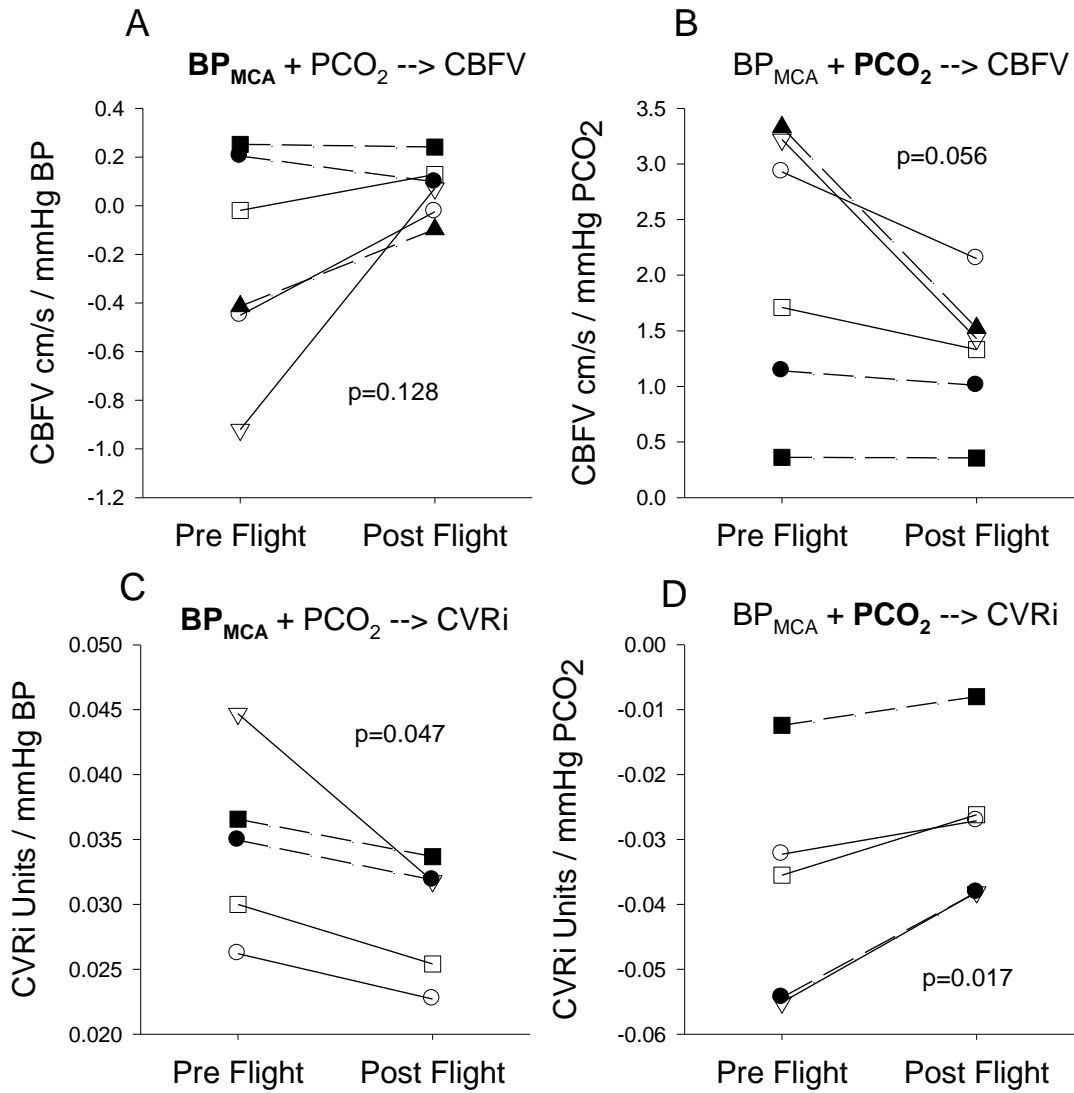 A
BP_MCA + PCO₂ --> CBFV
CBFV cm/s / mmHg BP
0.4
0.2
0.0
-0.2
-0.4
-0.6
-0.8
-1.0
-1.2
p=0.128
Pre Flight Post Flight
B
BP_MCA + PCO₂ --> CBFV
CBFV cm/s / mmHg PCO₂
3.5
3.0
2.5
2.0
1.5
1.0
0.5
0.0
p=0.056
Pre Flight Post Flight
C
BP_MCA + PCO₂ --> CVRi
CVRi Units / mmHg BP
0.050
0.045
0.040
0.035
0.030
0.025
0.020
p=0.047
Pre Flight Post Flight
D
BP_MCA + PCO₂ --> CVRi
CVRi Units / mmHg PCO₂
0.00
-0.01
-0.02
-0.03
-0.04
-0.05
-0.06
p=0.017
Pre Flight Post Flight